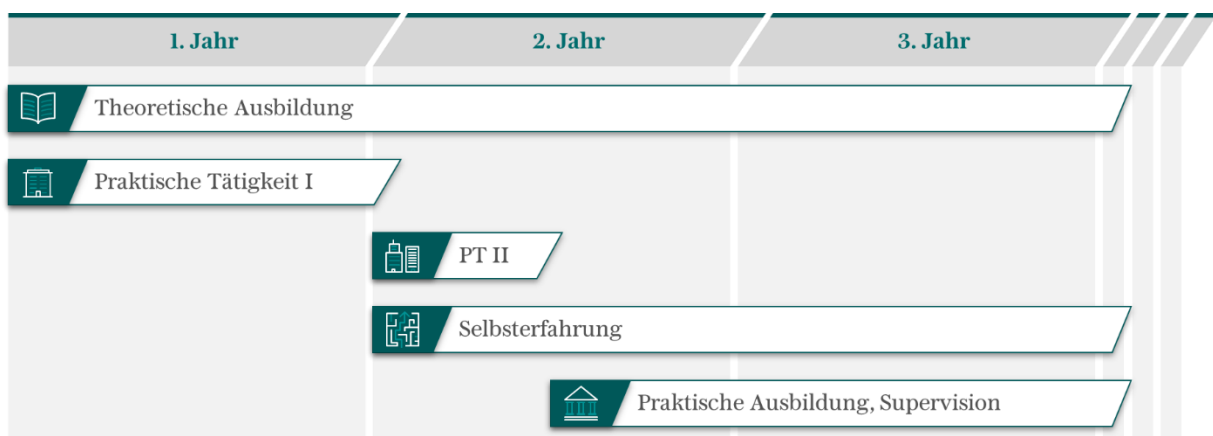 1. Jahr 2. Jahr 3. Jahr
Theoretische Ausbildung
Praktische Tätigkeit I
PT II
Selbsterfahrung
Praktische Ausbildung, Supervision